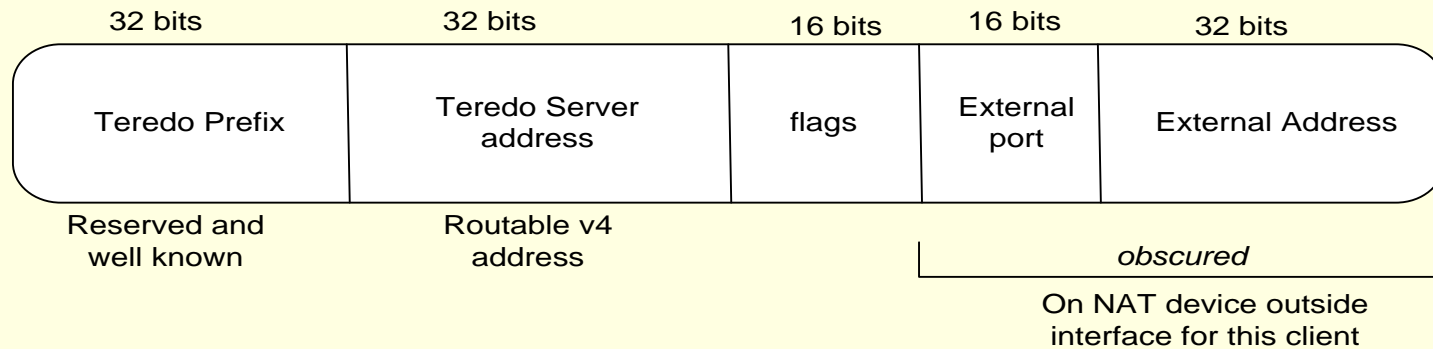 32 bits 32 bits 16 bits 16 bits 32 bits
Teredo Prefix
Teredo Server
address
flags
External
port
External Address
Reserved and
well known
Routable v4
address
obscured
On NAT device outside
interface for this client